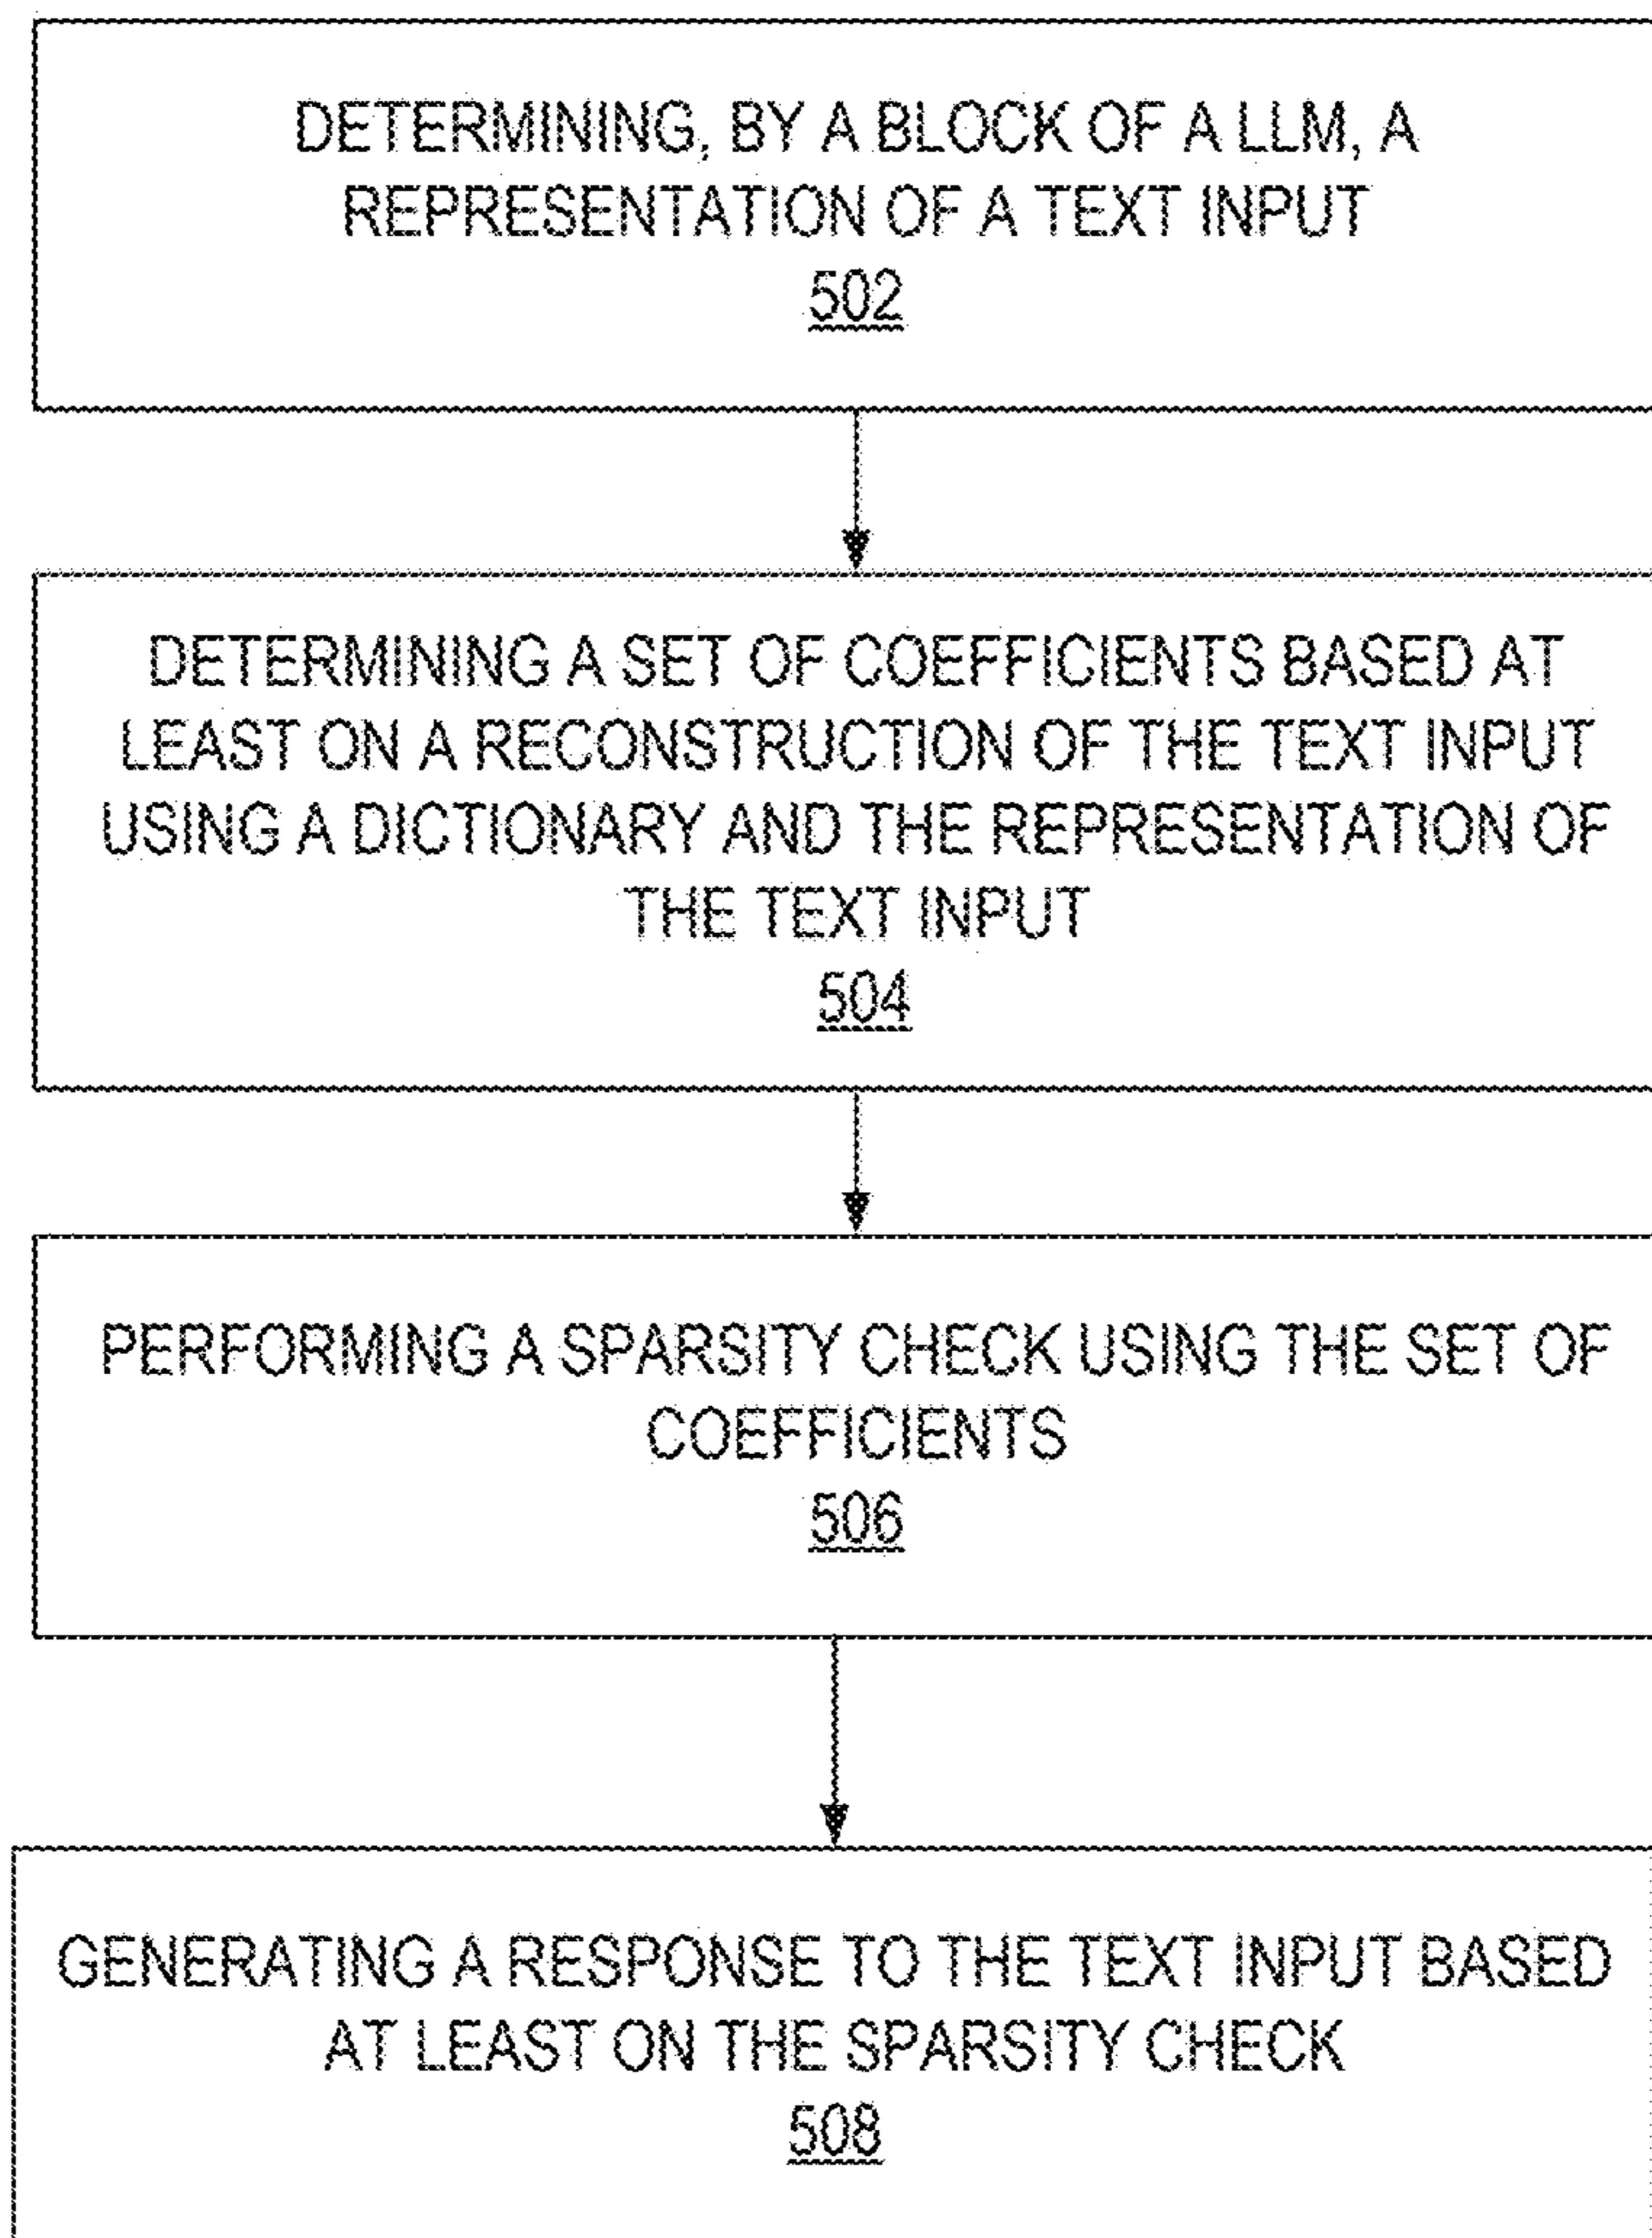 DETERMINING, BY A BLOCK OF A LLM, A
REPRESENTATION OF A TEXT INPUT
502
DETERMINING A SET OF COEFFICIENTS BASED AT
LEAST ON A RECONSTRUCTION OF THE TEXT INPUT
USING A DICTIONARY AND THE REPRESENTATION OF
THE TEXT INPUT
504
PERFORMING A SPARSITY CHECK USING THE SET OF
COEFFICIENTS
506
GENERATING A RESPONSE TO THE TEXT INPUT BASED
AT LEAST ON THE SPARSITY CHECK
508